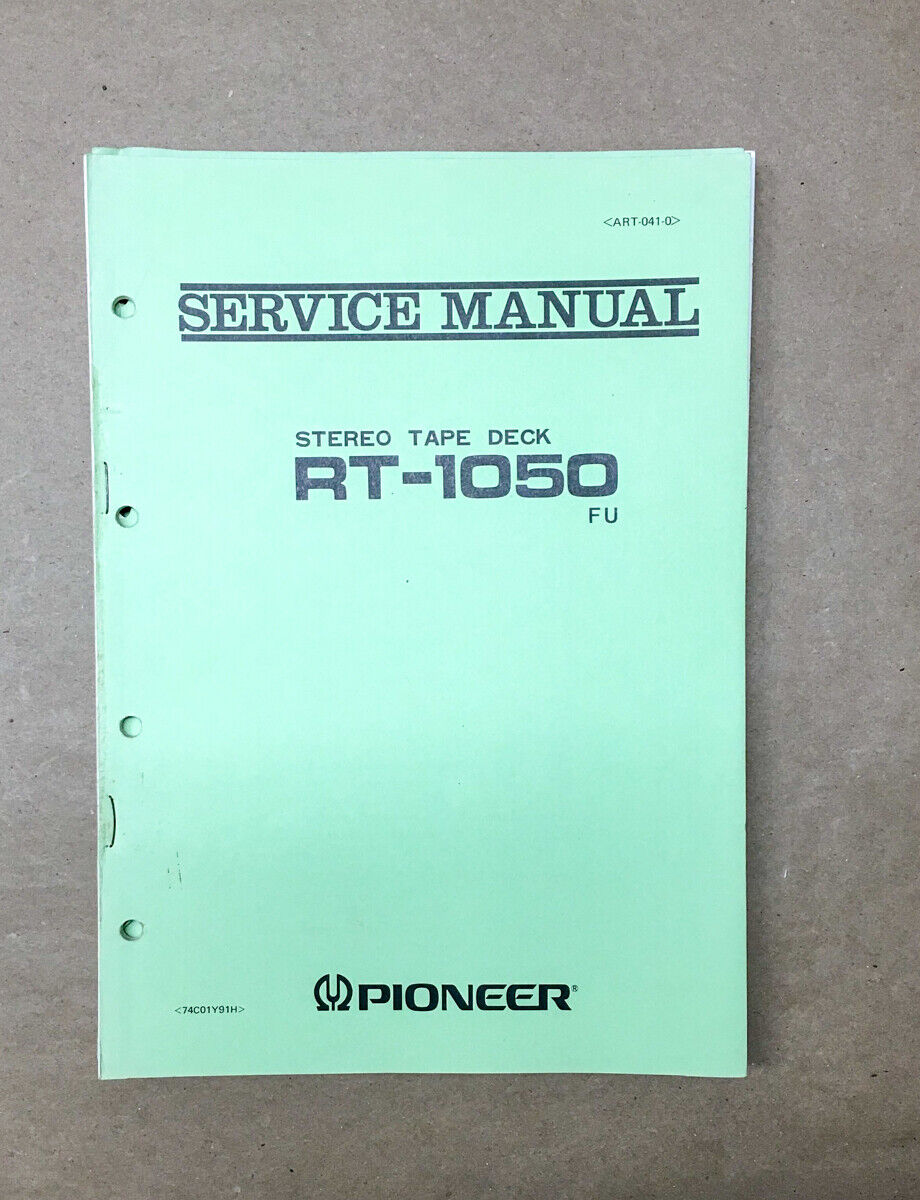 <ART-041-0>
SERVICE MANUAL
STEREO TAPE DECK
RT-1050
FU
PIONEER®
<74C01Y91H>